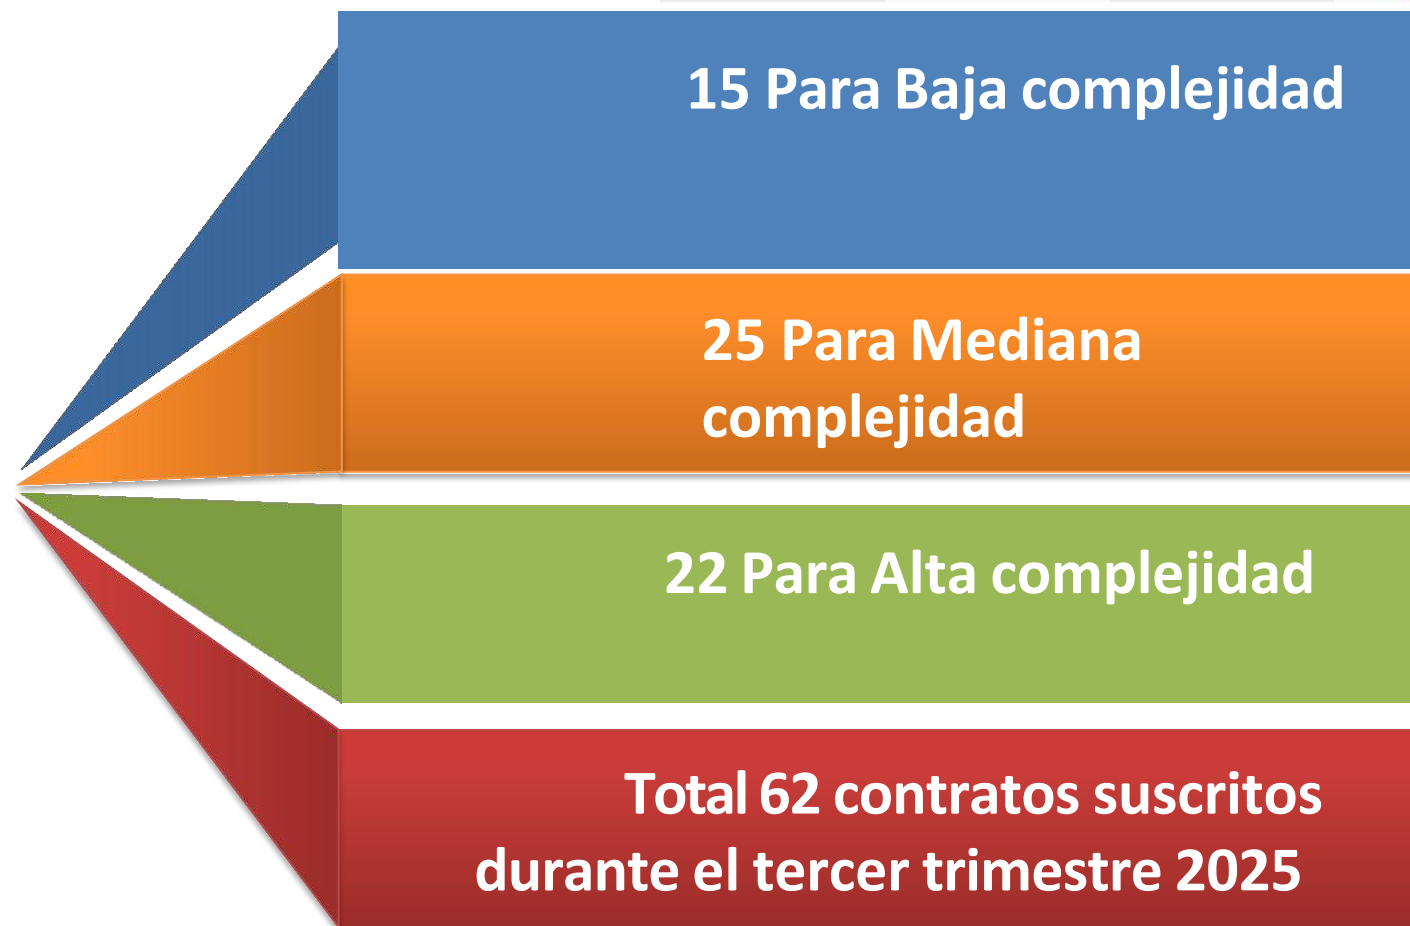 15 Para Baja complejidad
25 Para Mediana
complejidad
22 Para Alta complejidad
Total 62 contratos suscritos
durante el tercer trimestre 2025